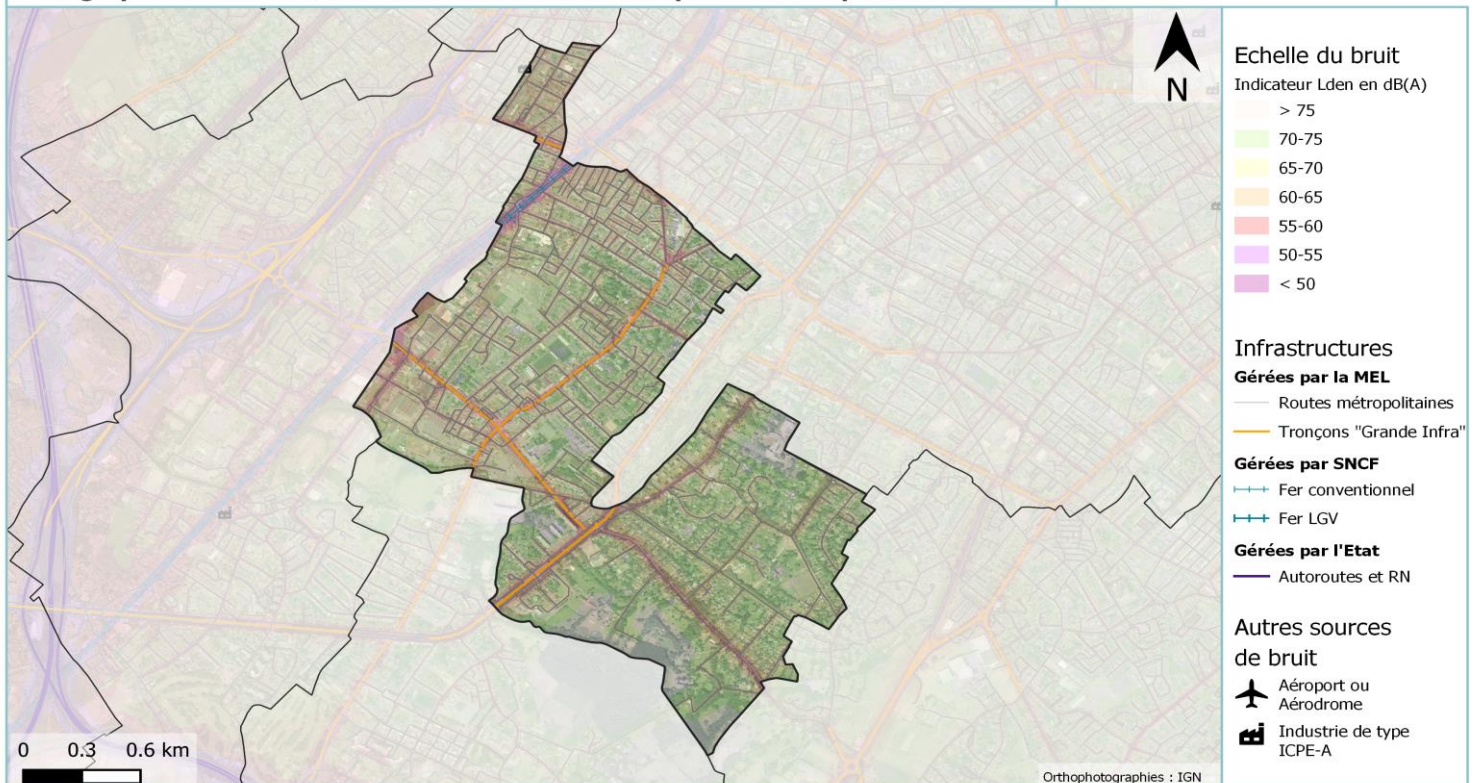 N
0 0.3 0.6 km
Orthophotographies : IGN
Echelle du bruit
Indicateur Lden en dB(A)
> 75
70-75
65-70
60-65
55-60
50-55
< 50
Infrastructures
Gérées par la MEL
Routes métropolitaines
Tronçons "Grande Infra"
Gérées par SNCF
Fer conventionnel
Fer LGV
Gérées par l'Etat
Autoroutes et RN
Autres sources
de bruit
Aéroport ou
Aérodrome
Industrie de type
ICPE-A